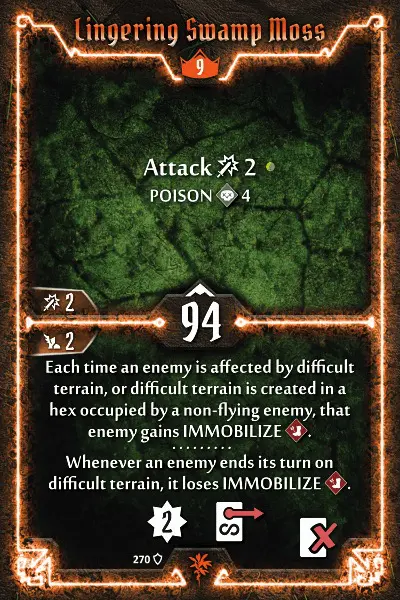 Lingering Swamp Moss
9
Attack 2
POISON 4
2
94
2
Each time an enemy is affected by difficult
terrain, or difficult terrain is created in a
hex occupied by a non-flying enemy, that
enemy gains IMMOBILIZE .
Whenever an enemy ends its turn on
difficult terrain, it loses IMMOBILIZE .
2
S
270